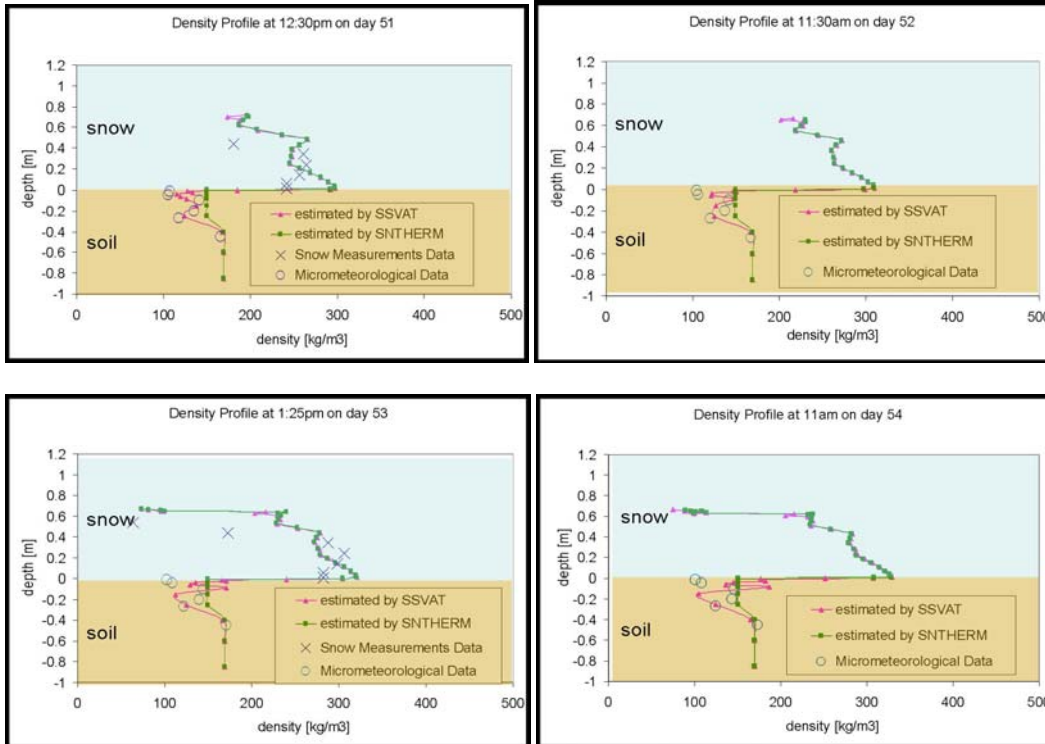 Density Profile at 12:30pm on day 51
1.2
1
0.8
0.6
0.4
0.2
0
-0.2
-0.4
-0.6
-0.8
-1
depth [m]
snow
soil
estimated by SSVAT
estimated by SNTHERM
Snow Measurements Data
Micrometeorological Data
0 100 200 300 400 500
density [kg/m3]
Density Profile at 11:30am on day 52
1.2
1
0.8
0.6
0.4
0.2
0
-0.2
-0.4
-0.6
-0.8
-1
depth [m]
snow
soil
estimated by SSVAT
estimated by SNTHERM
Micrometeorological Data
0 100 200 300 400 500
density [kg/m3]
Density Profile at 1:25pm on day 53
1.2
1
0.8
0.6
0.4
0.2
0
-0.2
-0.4
-0.6
-0.8
-1
depth [m]
snow
soil
estimated by SSVAT
estimated by SNTHERM
Snow Measurements Data
Micrometeorological Data
0 100 200 300 400 500
density [kg/m3]
Density Profile at 11am on day 54
1.2
1
0.8
0.6
0.4
0.2
0
-0.2
-0.4
-0.6
-0.8
-1
depth [m]
snow
soil
estimated by SSVAT
estimated by SNTHERM
Micrometeorological Data
0 100 200 300 400 500
density [kg/m3]